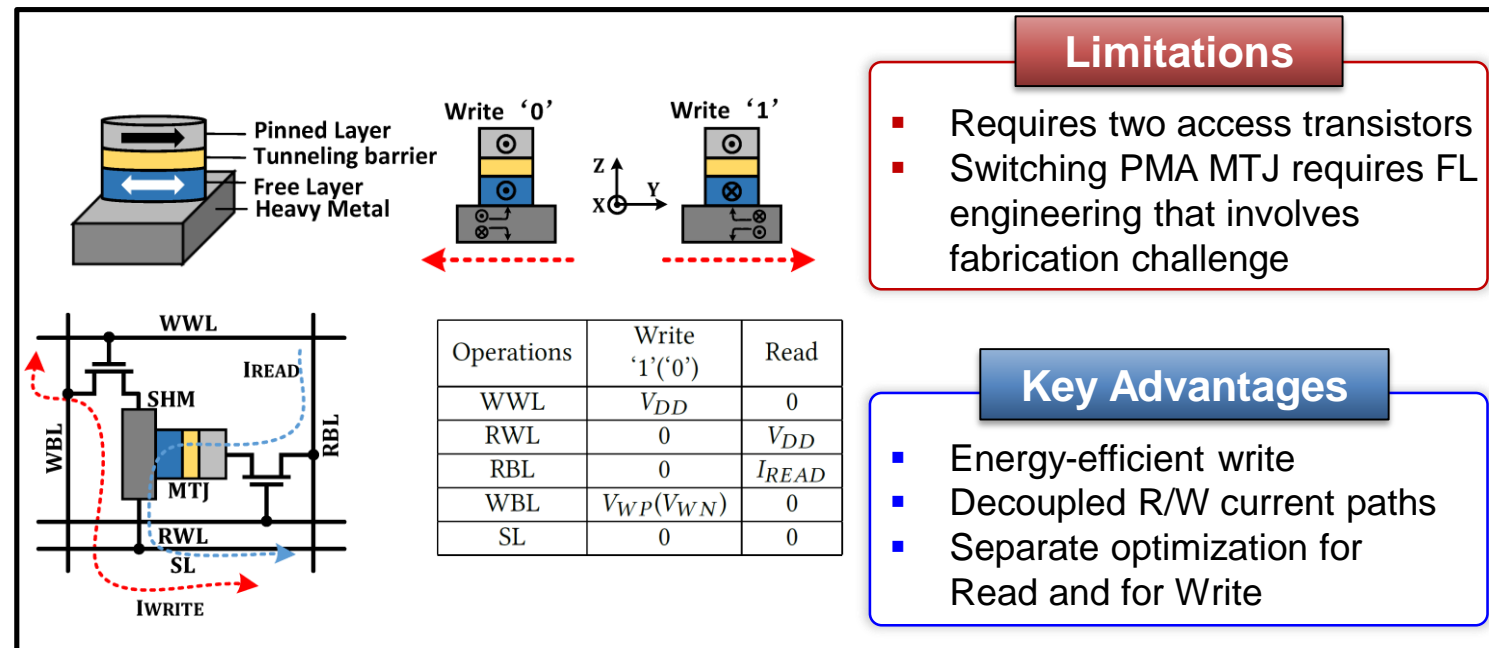 Pinned Layer
Tunneling barrier
Free Layer
Heavy Metal
Write ‘0’
Write ‘1’
Z
Y
X
WWL
IREAD
SHM
WBL
RBL
MTJ
RWL
SL
IWRITE
Operations Write ‘1’(‘0’) Read
WWL VDD 0
RWL 0 VDD
RBL 0 IREAD
WBL VWP(VWN) 0
SL 0 0
Limitations
▪ Requires two access transistors
▪ Switching PMA MTJ requires FL
engineering that involves
fabrication challenge
Key Advantages
▪ Energy-efficient write
▪ Decoupled R/W current paths
▪ Separate optimization for
Read and for Write